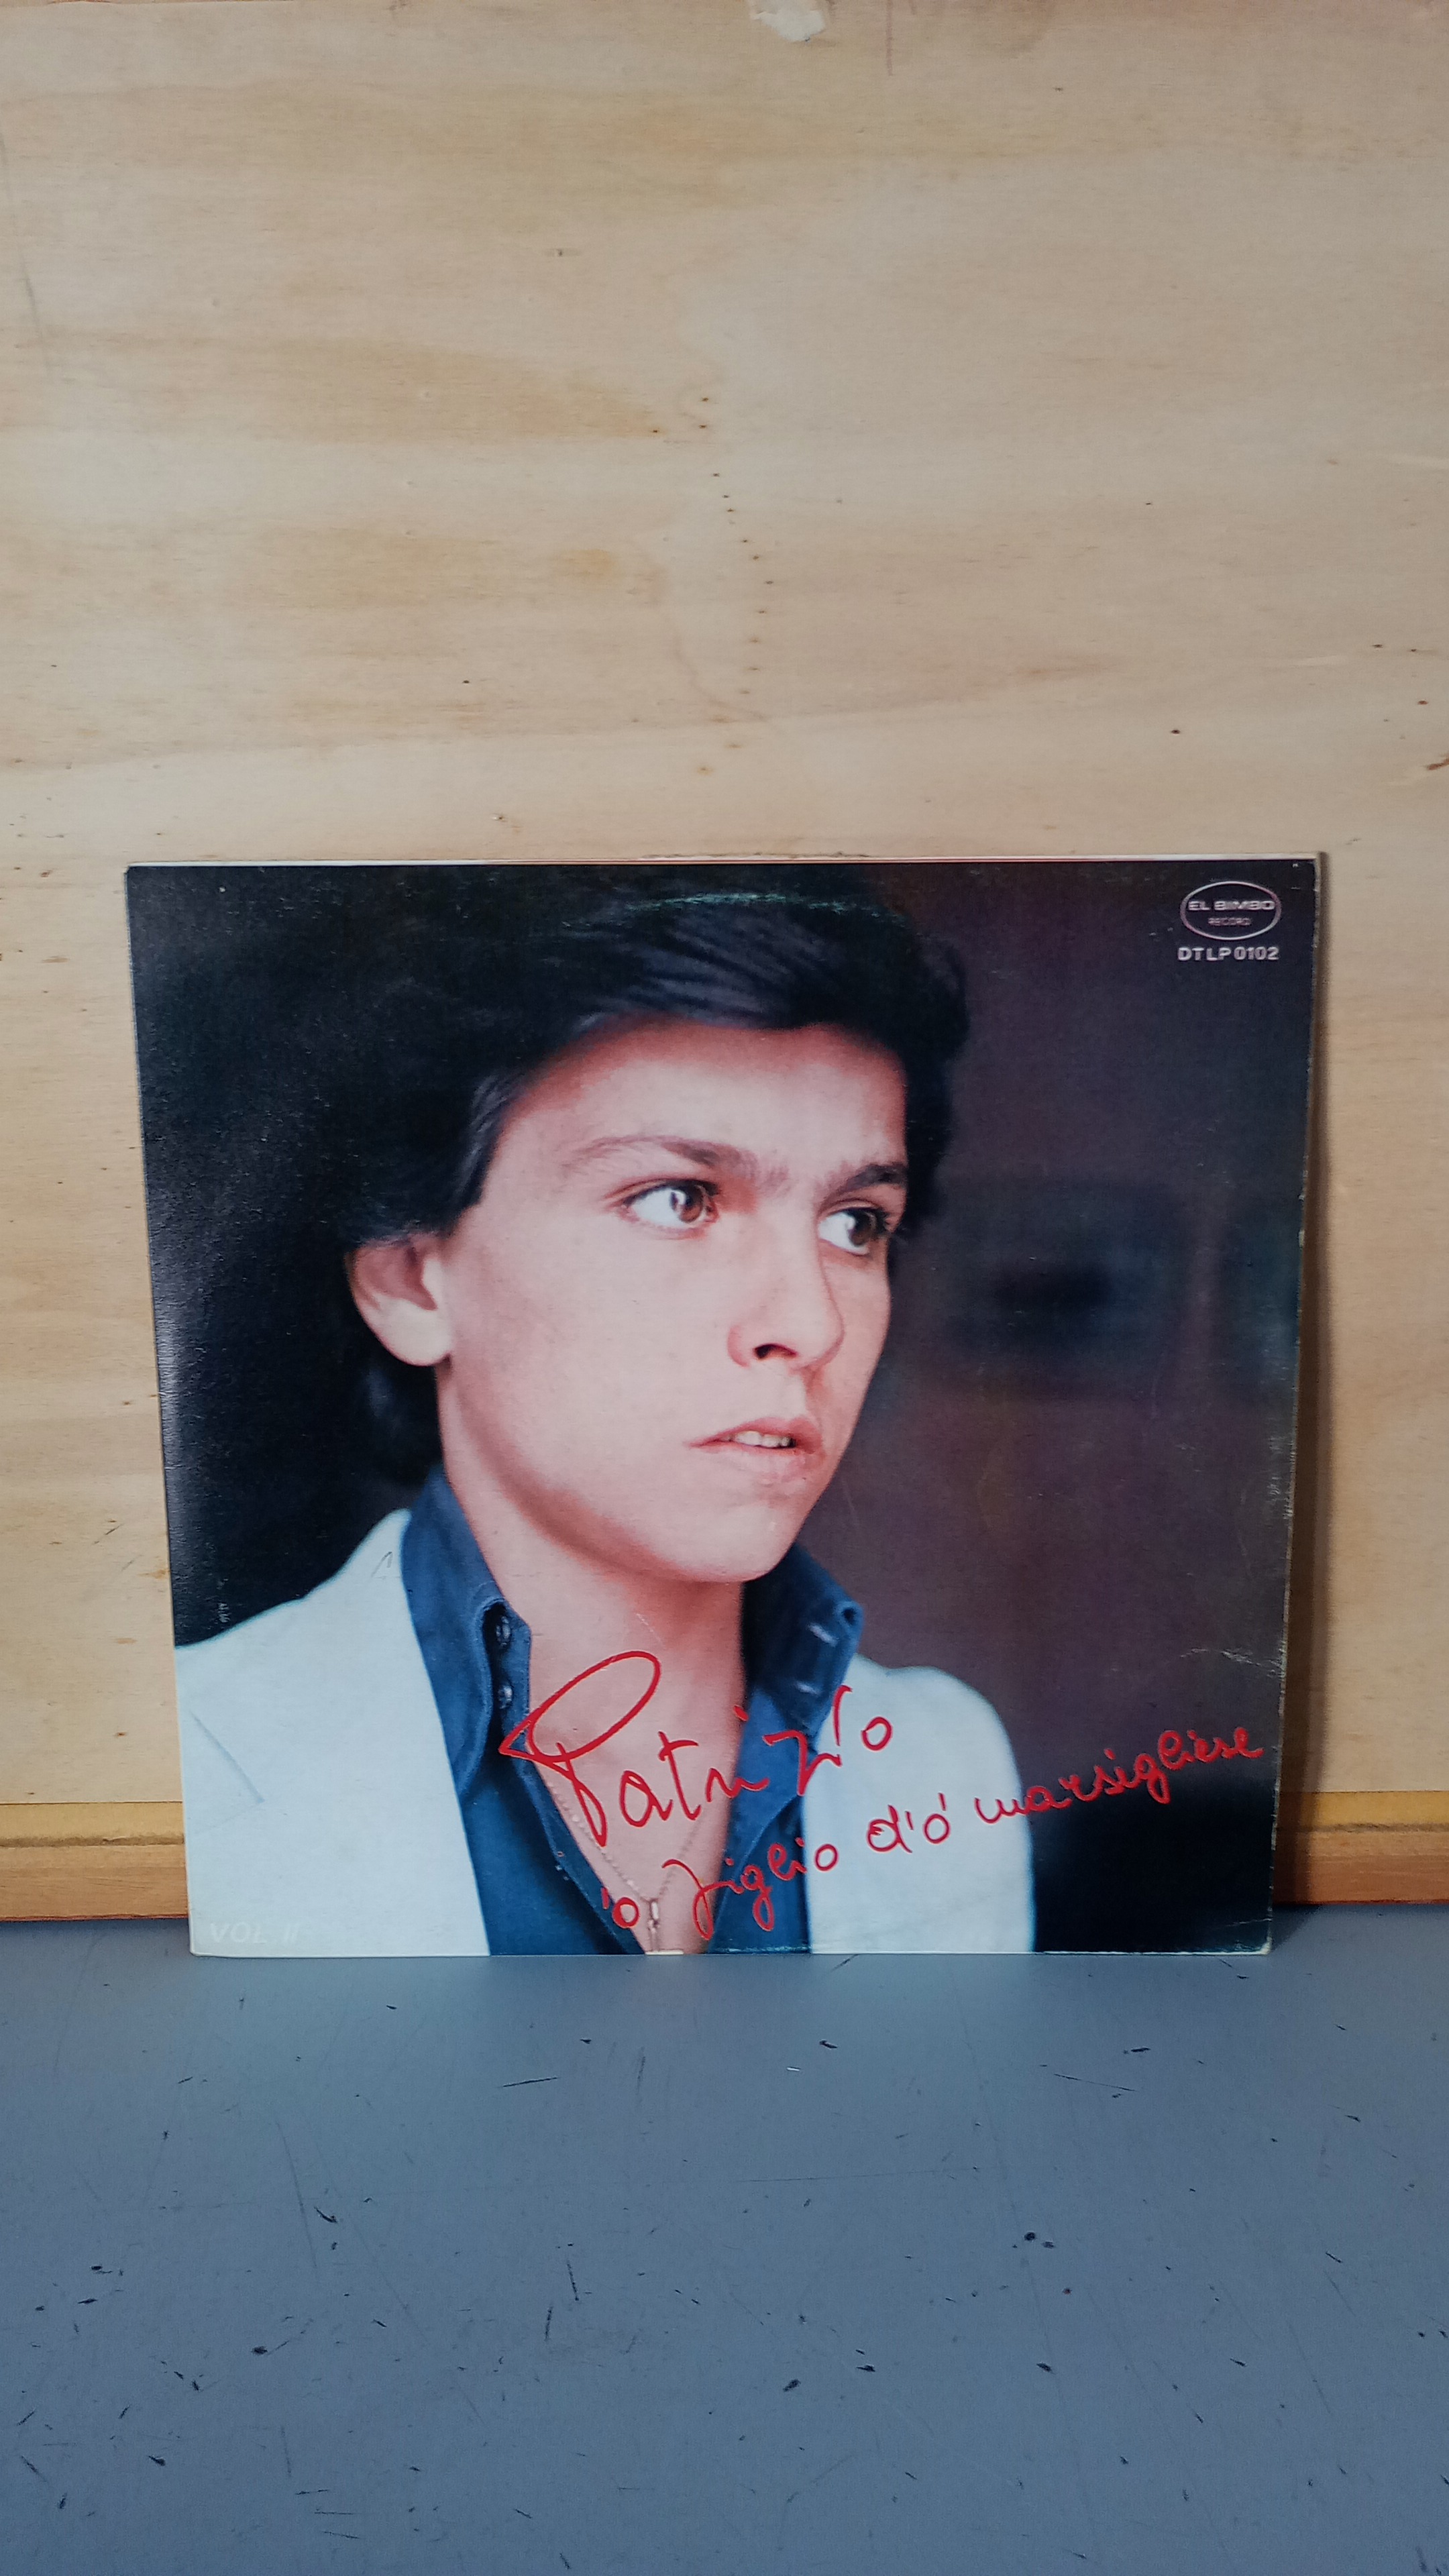 EL BIMBO
RECORD
DTLP 0102
Patrizio
'o figlio d'o' marsigliese
VOL II